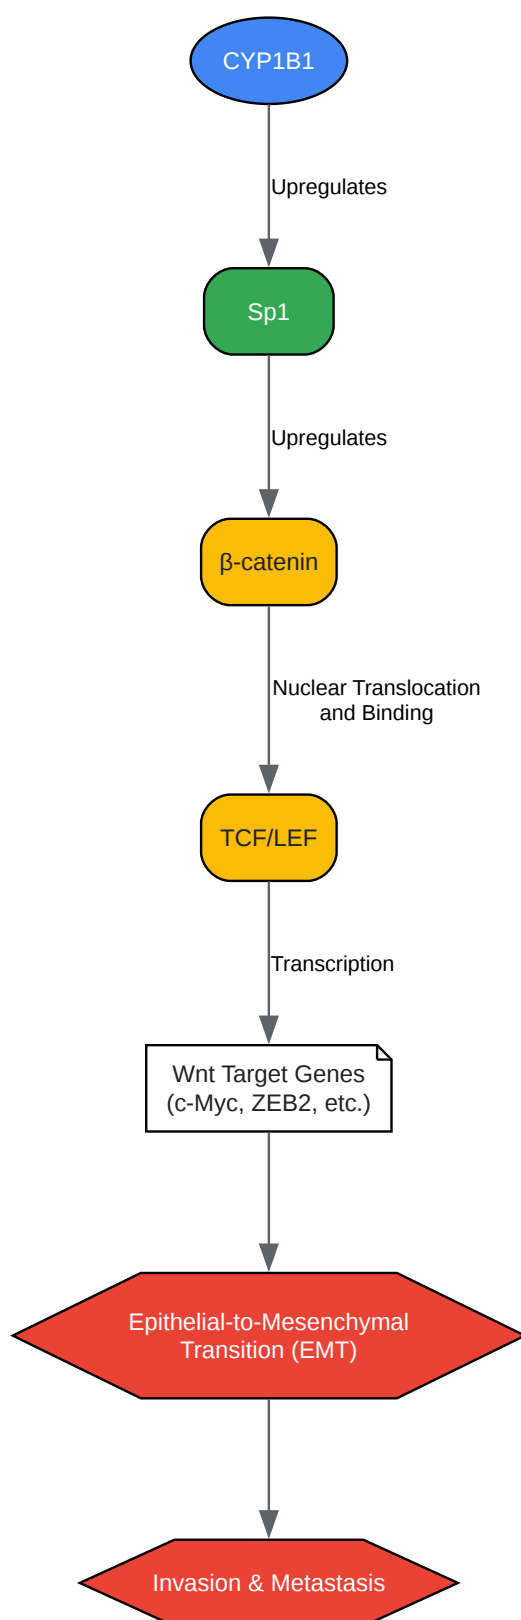 CYP1B1
Upregulates
Sp1
Upregulates
β-catenin
Nuclear Translocation
and Binding
TCF/LEF
Transcription
Wnt Target Genes
(c-Myc, ZEB2, etc.)
Epithelial-to-Mesenchymal
Transition (EMT)
Invasion & Metastasis